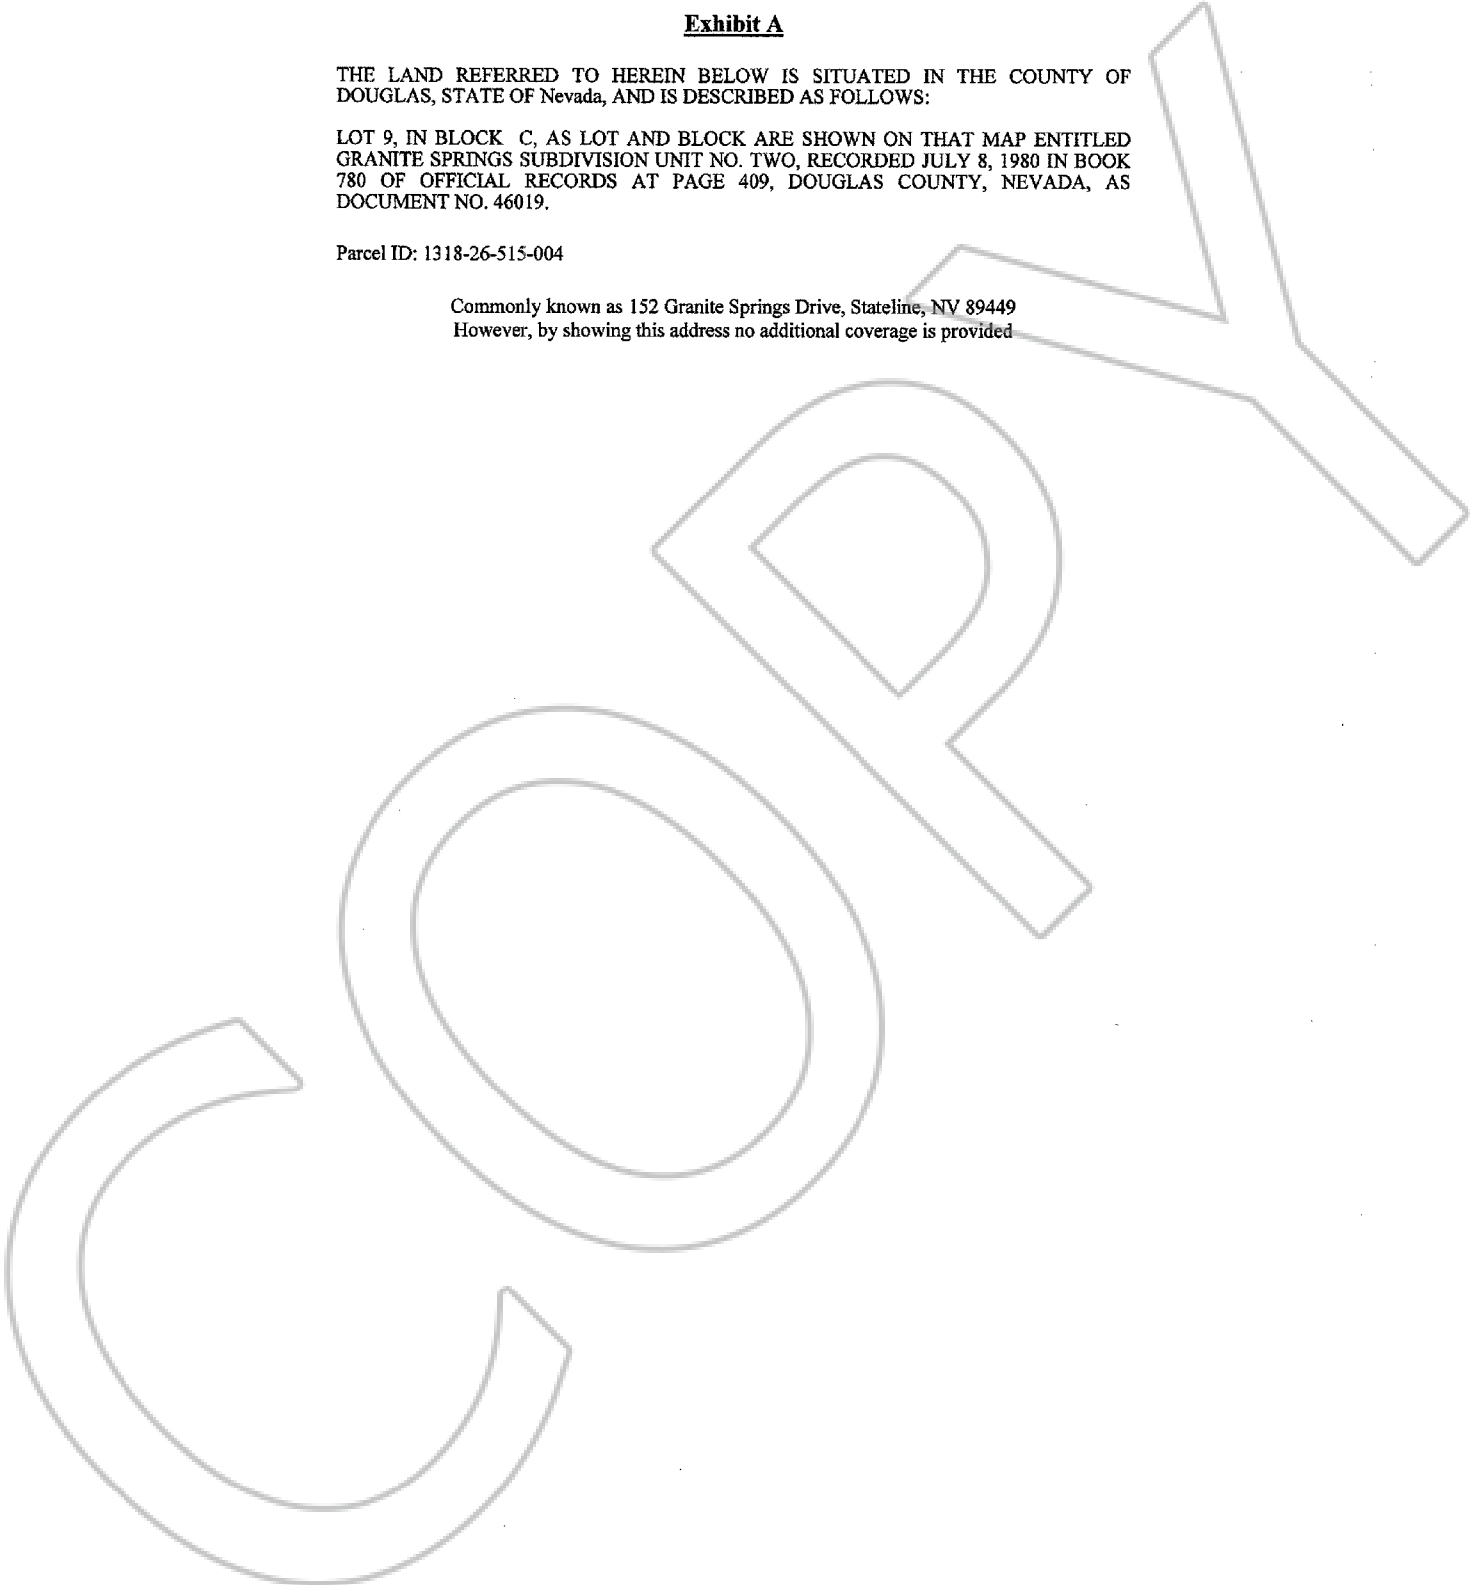 Exhibit A
THE LAND REFERRED TO HEREIN BELOW IS SITUATED IN THE COUNTY OF
DOUGLAS, STATE OF Nevada, AND IS DESCRIBED AS FOLLOWS:
LOT 9, IN BLOCK C, AS LOT AND BLOCK ARE SHOWN ON THAT MAP ENTITLED
GRANITE SPRINGS SUBDIVISION UNIT NO. TWO, RECORDED JULY 8, 1980 IN BOOK
780 OF OFFICIAL RECORDS AT PAGE 409, DOUGLAS COUNTY, NEVADA, AS
DOCUMENT NO. 46019.
Parcel ID: 1318-26-515-004
Commonly known as 152 Granite Springs Drive, Stateline, NV 89449
However, by showing this address no additional coverage is provided
COPY